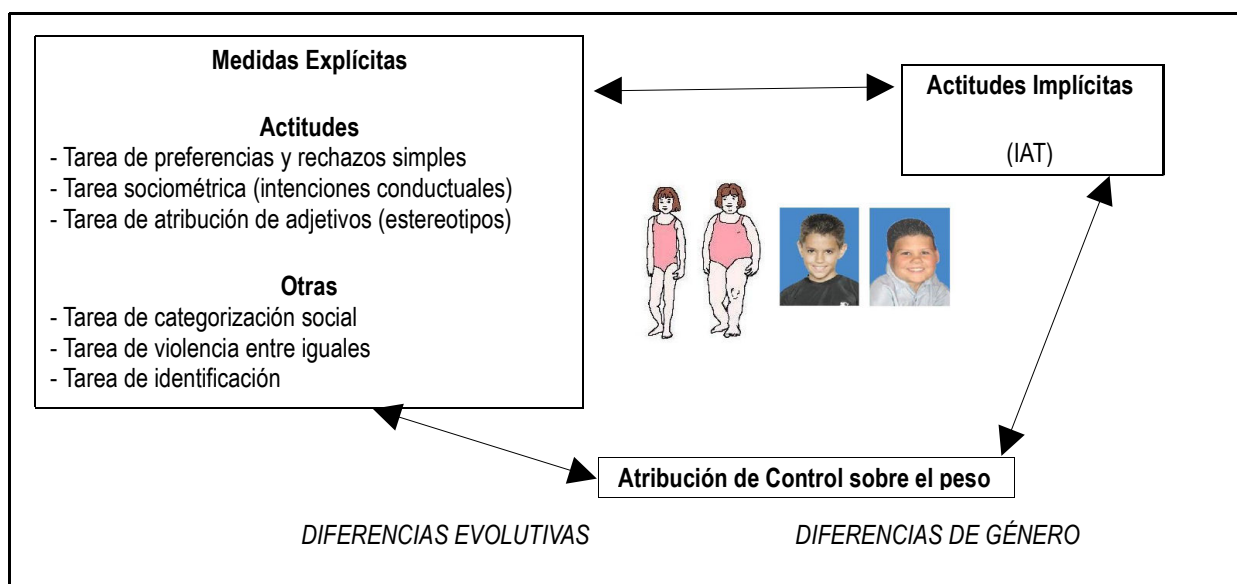 Medidas Explícitas
Actitudes
- Tarea de preferencias y rechazos simples
- Tarea sociométrica (intenciones conductuales)
- Tarea de atribución de adjetivos (estereotipos)
Otras
- Tarea de categorización social
- Tarea de violencia entre iguales
- Tarea de identificación
Actitudes Implícitas
(IAT)
Atribución de Control sobre el peso
DIFERENCIAS EVOLUTIVAS
DIFERENCIAS DE GÉNERO